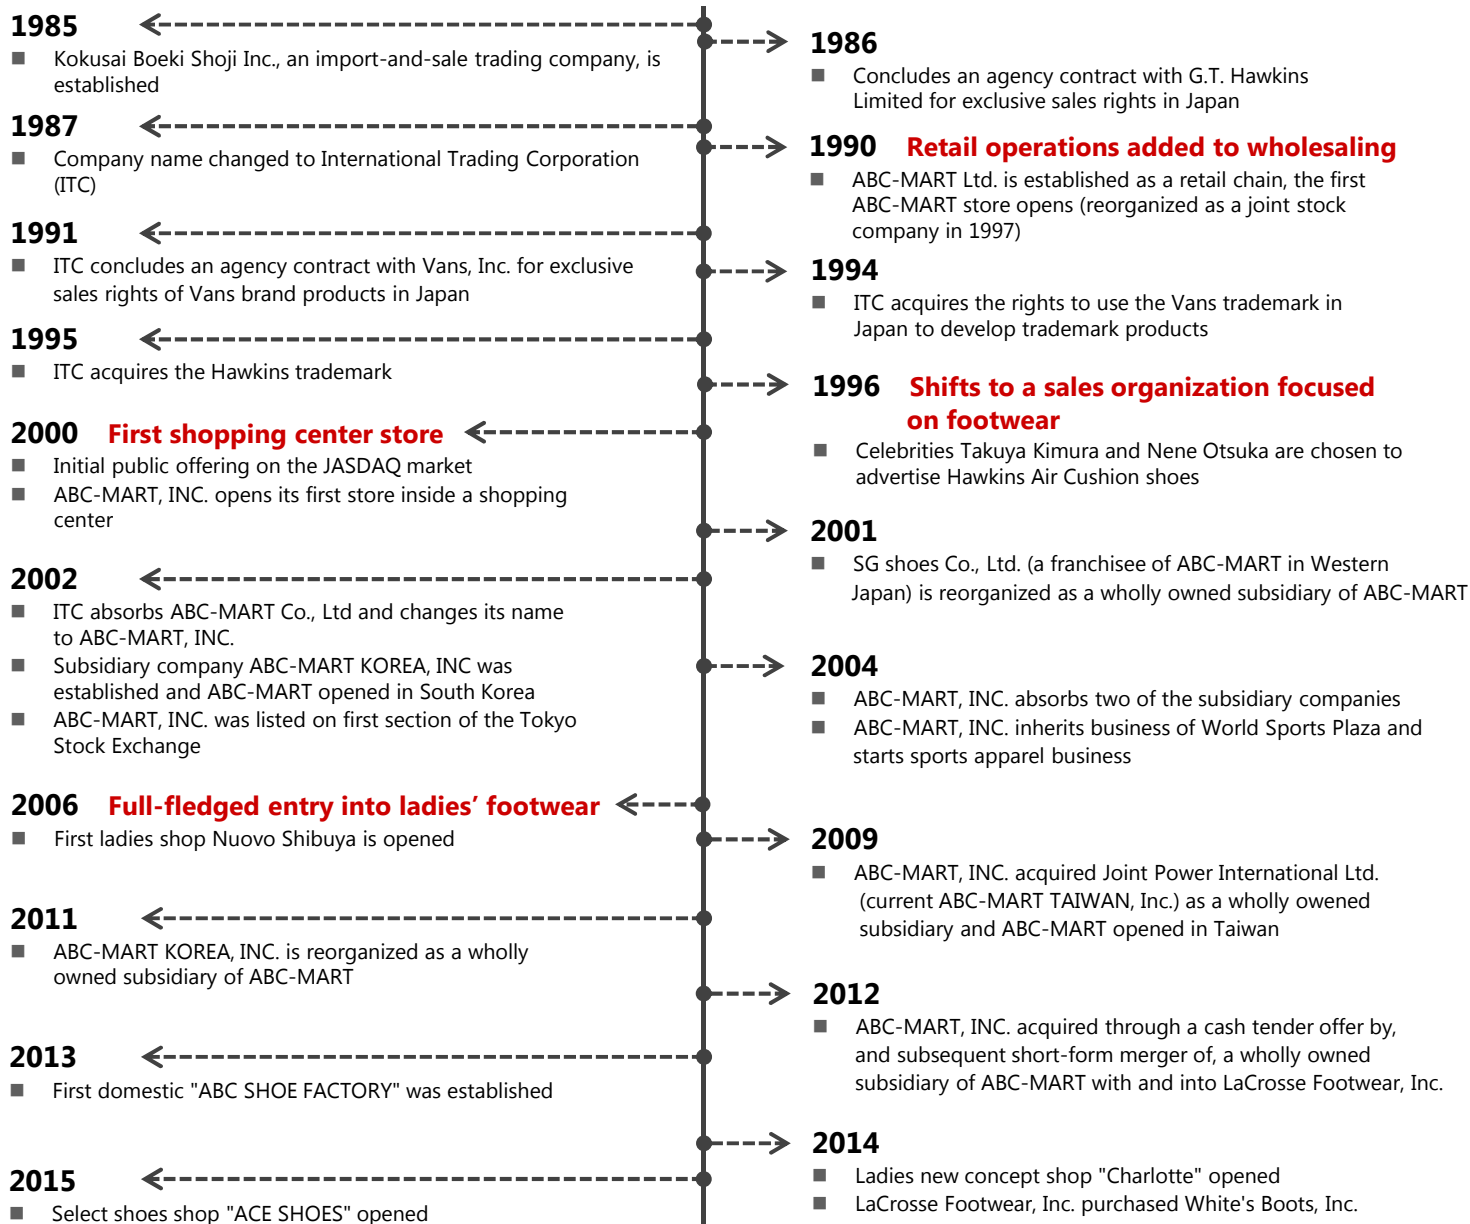 1985
Kokusai Boeki Shoji Inc., an import-and-sale trading company, is
established
1986
Concludes an agency contract with G.T. Hawkins
Limited for exclusive sales rights in Japan
1987
Company name changed to International Trading Corporation
(ITC)
1990 Retail operations added to wholesaling
ABC-MART Ltd. is established as a retail chain, the first
ABC-MART store opens (reorganized as a joint stock
company in 1997)
1991
ITC concludes an agency contract with Vans, Inc. for exclusive
sales rights of Vans brand products in Japan
1994
ITC acquires the rights to use the Vans trademark in
Japan to develop trademark products
1995
ITC acquires the Hawkins trademark
1996 Shifts to a sales organization focused
on footwear
Celebrities Takuya Kimura and Nene Otsuka are chosen to
advertise Hawkins Air Cushion shoes
2000 First shopping center store
Initial public offering on the JASDAQ market
ABC-MART, INC. opens its first store inside a shopping
center
2001
SG shoes Co., Ltd. (a franchisee of ABC-MART in Western
Japan) is reorganized as a wholly owned subsidiary of ABC-MART
2002
ITC absorbs ABC-MART Co., Ltd and changes its name
to ABC-MART, INC.
Subsidiary company ABC-MART KOREA, INC was
established and ABC-MART opened in South Korea
ABC-MART, INC. was listed on first section of the Tokyo
Stock Exchange
2004
ABC-MART, INC. absorbs two of the subsidiary companies
ABC-MART, INC. inherits business of World Sports Plaza and
starts sports apparel business
2006 Full-fledged entry into ladies’ footwear
First ladies shop Nuovo Shibuya is opened
2009
ABC-MART, INC. acquired Joint Power International Ltd.
(current ABC-MART TAIWAN, Inc.) as a wholly owened
subsidiary and ABC-MART opened in Taiwan
2011
ABC-MART KOREA, INC. is reorganized as a wholly
owned subsidiary of ABC-MART
2012
ABC-MART, INC. acquired through a cash tender offer by,
and subsequent short-form merger of, a wholly owned
subsidiary of ABC-MART with and into LaCrosse Footwear, Inc.
2013
First domestic "ABC SHOE FACTORY" was established
2014
Ladies new concept shop "Charlotte" opened
LaCrosse Footwear, Inc. purchased White's Boots, Inc.
2015
Select shoes shop "ACE SHOES" opened